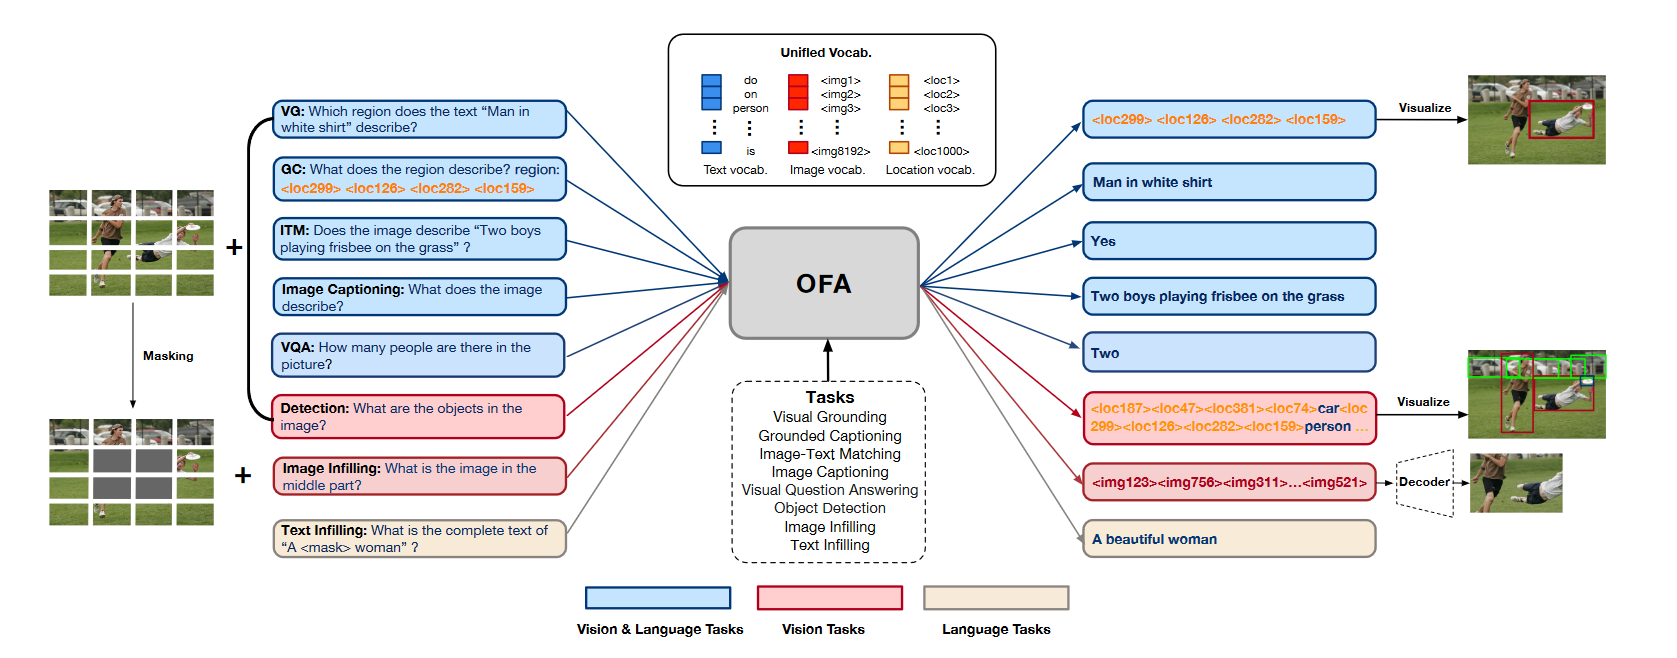 Unified Vocab.
do <img1> <loc1>
on <img2> <loc2>
person <img3> <loc3>
is <img8192> <loc1000>
Text vocab. Image vocab. Location vocab.
VG: Which region does the text “Man in
white shirt” describe?
GC: What does the region describe? region:
<loc299> <loc126> <loc282> <loc159>
ITM: Does the image describe “Two boys
playing frisbee on the grass” ?
Image Captioning: What does the image
describe?
VQA: How many people are there in the
picture?
Detection: What are the objects in the
image?
Image Infilling: What is the image in the
middle part?
Text Infilling: What is the complete text of
“A <mask> woman” ?
+
Masking
+
OFA
Tasks
Visual Grounding
Grounded Captioning
Image-Text Matching
Image Captioning
Visual Question Answering
Object Detection
Image Infilling
Text Infilling
<loc299> <loc126> <loc282> <loc159>
Visualize
Man in white shirt
Yes
Two boys playing frisbee on the grass
Two
<loc187><loc47><loc381><loc74>car<loc
299><loc126><loc282><loc159>person ...
Visualize
<img123><img756><img311>...<img521>
Decoder
A beautiful woman
Vision & Language Tasks
Vision Tasks
Language Tasks